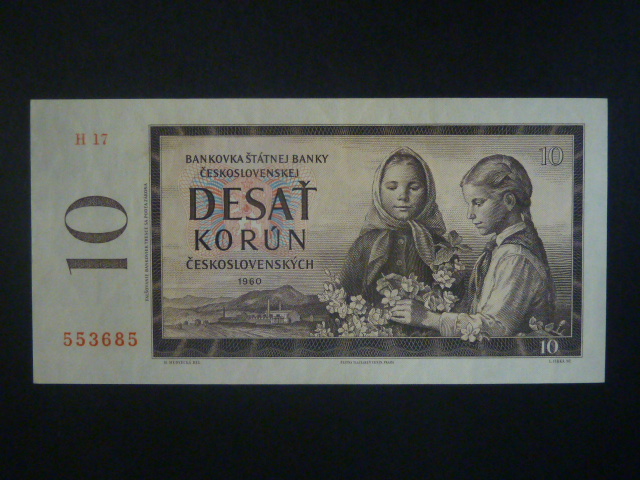 H 17
10
553685
BANKOVKA ŠTÁTNEJ BANKY
ČESKOSLOVENSKEJ
DESAŤ
KORÚN
ČESKOSLOVENSKÝCH
1960
10
10